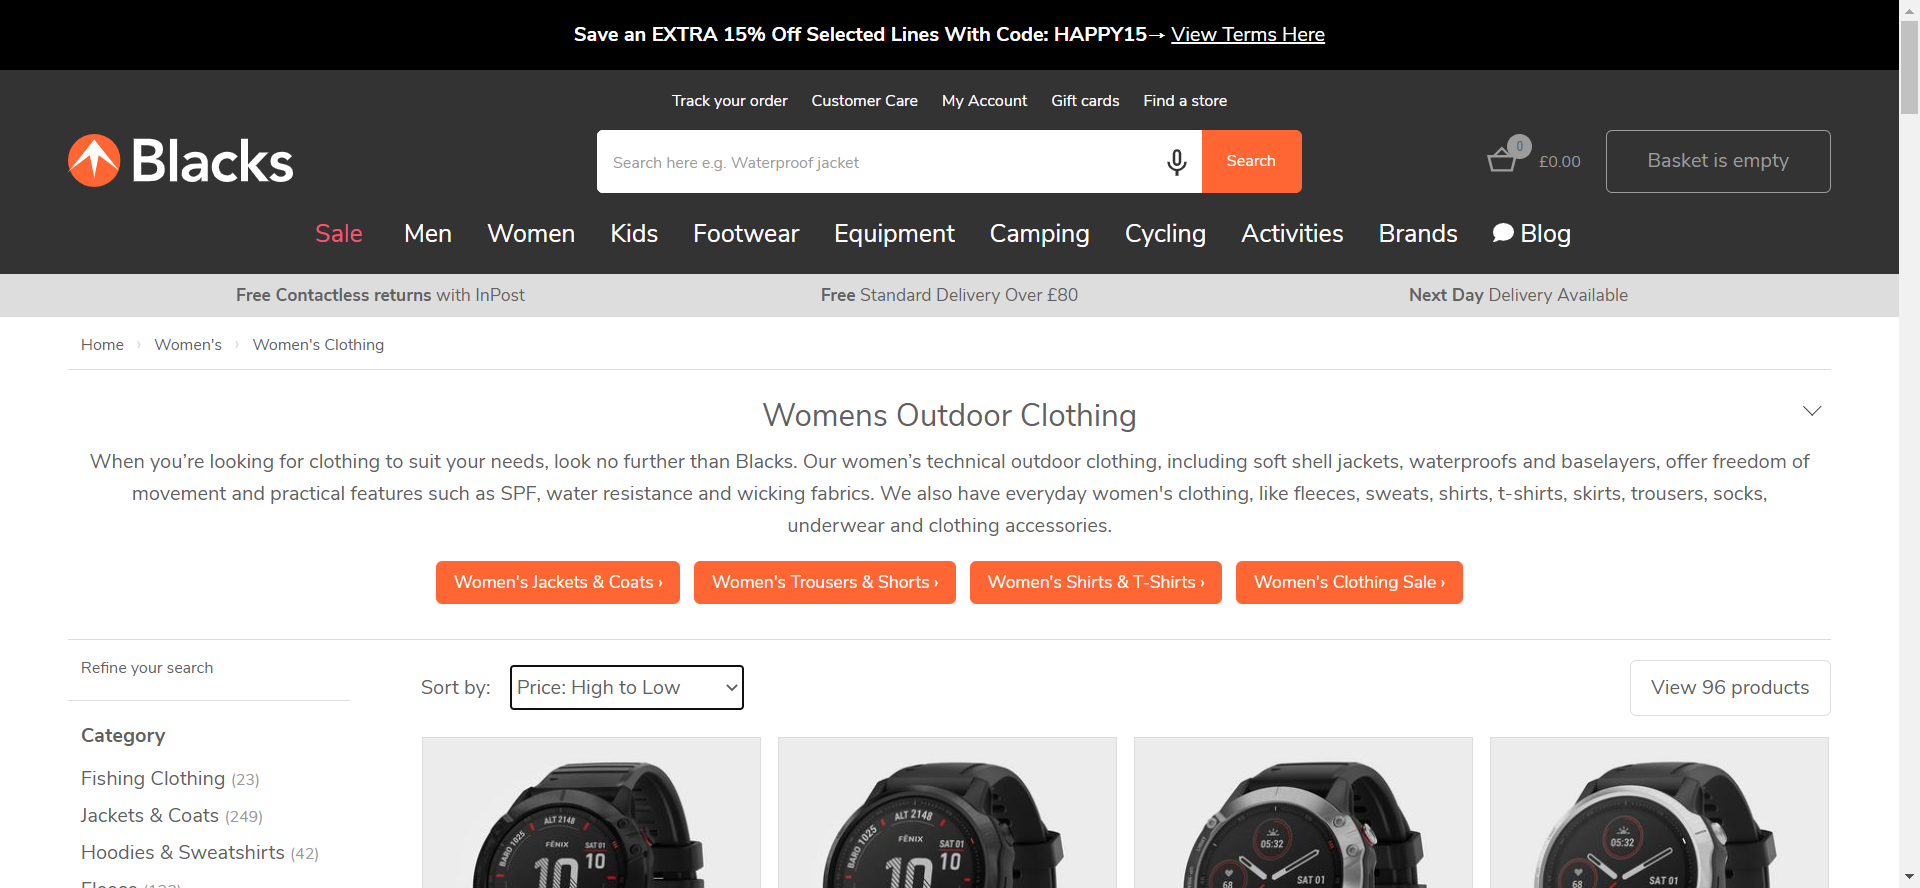 Save an EXTRA 15% Off Selected Lines With Code: HAPPY15→ View Terms Here
Track your order Customer Care My Account Gift cards Find a store
Blacks
Search here e.g. Waterproof jacket
Search
0
£0.00
Basket is empty
Sale Men Women Kids Footwear Equipment Camping Cycling Activities Brands Blog
Free Contactless returns with InPost
Free Standard Delivery Over £80
Next Day Delivery Available
Home › Women's › Women's Clothing
Womens Outdoor Clothing
When you’re looking for clothing to suit your needs, look no further than Blacks. Our women’s technical outdoor clothing, including soft shell jackets, waterproofs and baselayers, offer freedom of
movement and practical features such as SPF, water resistance and wicking fabrics. We also have everyday women's clothing, like fleeces, sweats, shirts, t-shirts, skirts, trousers, socks,
underwear and clothing accessories.
Women's Jackets & Coats ›
Women's Trousers & Shorts ›
Women's Shirts & T-Shirts ›
Women's Clothing Sale ›
Refine your search
Sort by: Price: High to Low
View 96 products
Category
Fishing Clothing (23)
Jackets & Coats (249)
Hoodies & Sweatshirts (42)
ALT 2148
BARO 1025
FĒNIX
SAT 01
10 10
ALT 2148
BARO 1025
FĒNIX
SAT 01
10 10
05:32
68
SAT 01
05:32
68
SAT 01